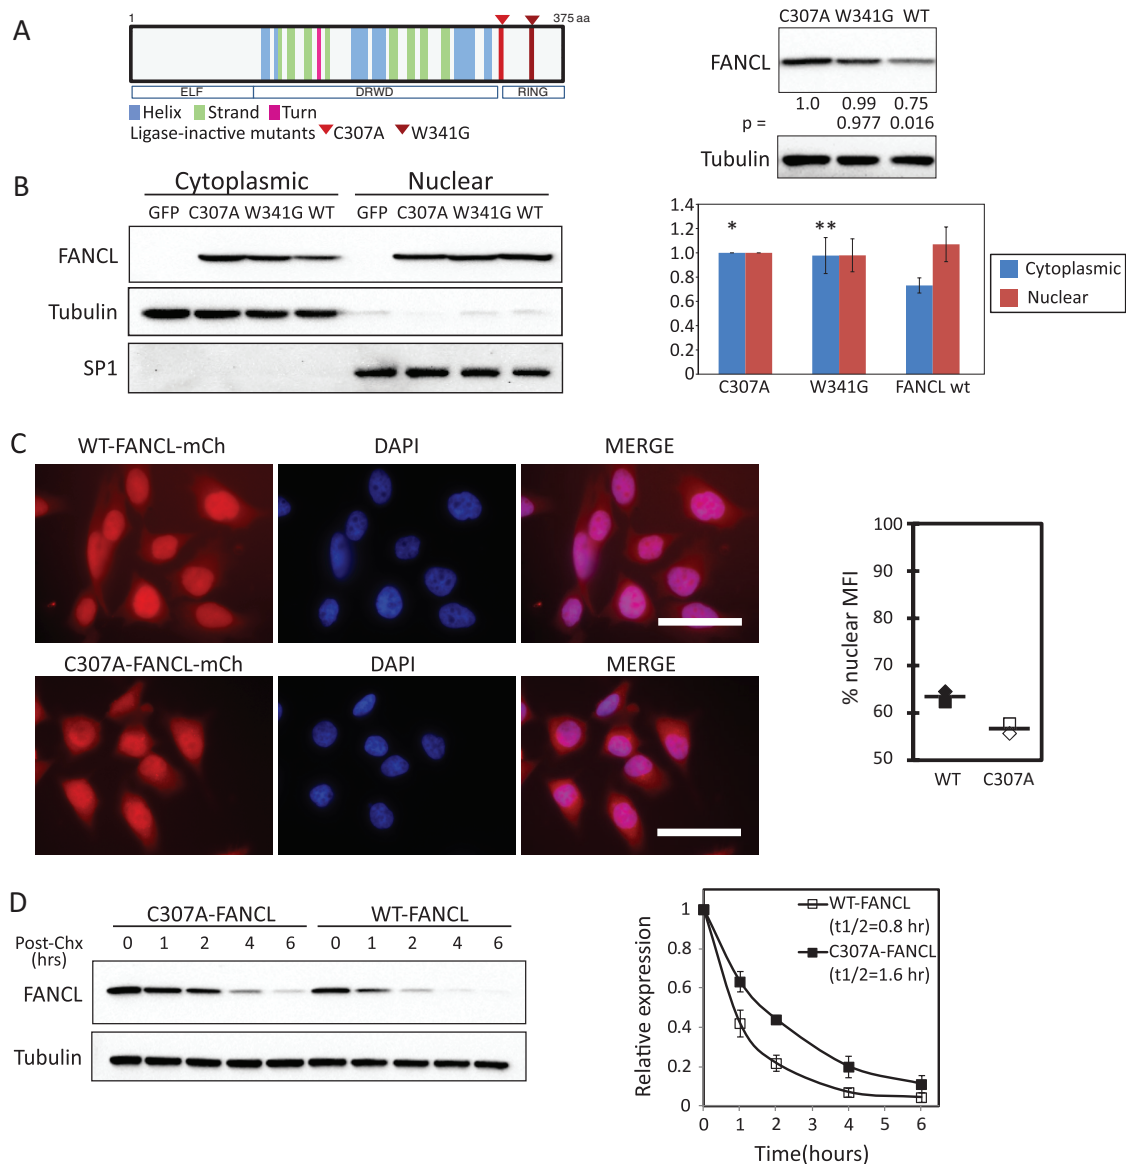 A
1
375 aa
ELF
DRWD
RING
Helix
Strand
Turn
Ligase-inactive mutants
C307A
W341G
C307A W341G WT
FANCL
1.0 0.99 0.75
p = 0.977 0.016
Tubulin
B
Cytoplasmic Nuclear
GFP C307A W341G WT GFP C307A W341G WT
FANCL
Tubulin
SP1
1.4
1.2
1.0
0.8
0.6
0.4
0.2
0
* **
C307A W341G FANCL wt
Cytoplasmic
Nuclear
C
WT-FANCL-mCh DAPI MERGE
C307A-FANCL-mCh DAPI MERGE
% nuclear MFI
100
90
80
70
60
50
WT C307A
D
C307A-FANCL WT-FANCL
Post-Chx
(hrs)
0 1 2 4 6 0 1 2 4 6
FANCL
Tubulin
Relative expression
1
0.8
0.6
0.4
0.2
0
0 1 2 3 4 5 6
Time(hours)
WT-FANCL
(t1/2=0.8 hr)
C307A-FANCL
(t1/2=1.6 hr)